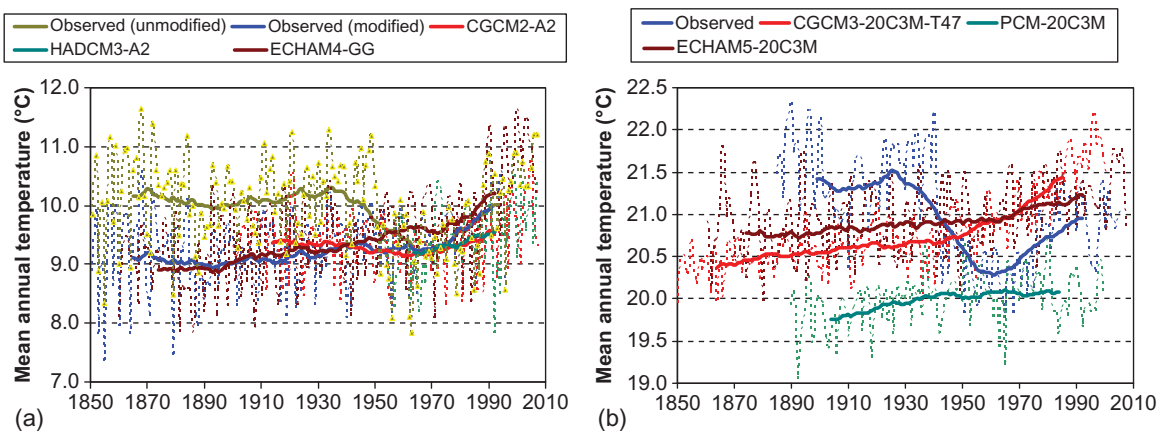 Observed (unmodified) Observed (modified) CGCM2-A2
HADCM3-A2 ECHAM4-GG
Mean annual temperature (°C)
12.0
11.0
10.0
9.0
8.0
7.0
1850 1870 1890 1910 1930 1950 1970 1990 2010
(a)
Observed CGCM3-20C3M-T47 PCM-20C3M
ECHAM5-20C3M
Mean annual temperature (°C)
22.5
22.0
21.5
21.0
20.5
20.0
19.5
19.0
1850 1870 1890 1910 1930 1950 1970 1990 2010
(b)